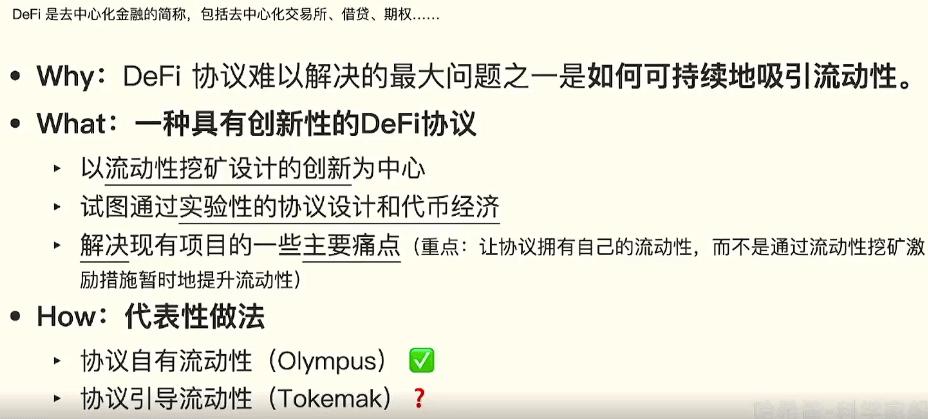 DeFi 是去中心化金融的简称，包括去中心化交易所、借贷、期权……
• Why：DeFi 协议难以解决的最大问题之一是如何可持续地吸引流动性。
• What：一种具有创新性的DeFi协议
‣ 以流动性挖矿设计的创新为中心
‣ 试图通过实验性的协议设计和代币经济
‣ 解决现有项目的一些主要痛点（重点：让协议拥有自己的流动性，而不是通过流动性挖矿激
励措施暂时地提升流动性）
• How：代表性做法
‣ 协议自有流动性（Olympus）✅
‣ 协议引导流动性（Tokemak）❓